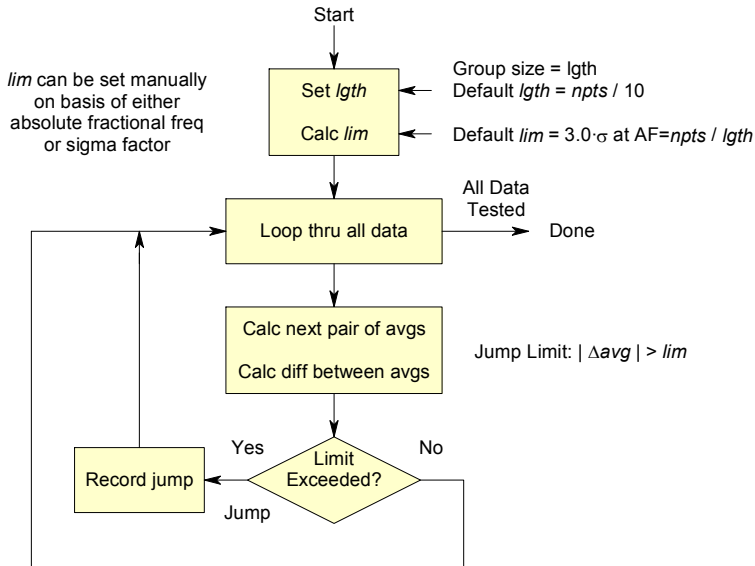 Start
lim can be set manually
on basis of either
absolute fractional freq
or sigma factor
Set lgth
Calc lim
Group size = lgth
Default lgth = npts / 10
Default lim = 3.0·σ at AF=npts / lgth
Loop thru all data
All Data
Tested
Done
Calc next pair of avgs
Calc diff between avgs
Jump Limit: | Δavg | > lim
Limit
Exceeded?
Yes
No
Jump
Record jump